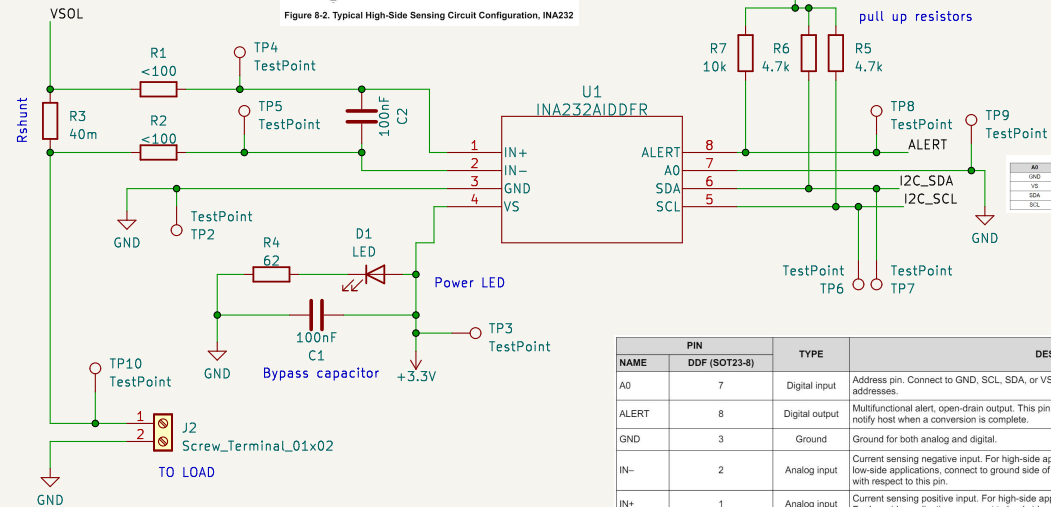 VSOL
Figure 8-2. Typical High-Side Sensing Circuit Configuration, INA232
pull up resistors
R1
<100
TP4
TestPoint
R7
10k
R6
4.7k
R5
4.7k
Rshunt
R3
40m
R2
<100
TP5
TestPoint
100nF
C2
U1
INA232AIDDFR
TP8
TestPoint
TP9
TestPoint
1
IN+
ALERT
8
ALERT
2
IN-
A0
7
3
GND
SDA
6
I2C_SDA
4
VS
SCL
5
I2C_SCL
A0
GND
VS
SDA
SCL
GND
TestPoint
TP2
GND
R4
62
D1
LED
Power LED
TestPoint
TP6
TestPoint
TP7
100nF
C1
TP3
TestPoint
GND
Bypass capacitor
+3.3V
TP10
TestPoint
1
2
J2
Screw_Terminal_01x02
TO LOAD
GND
PIN
TYPE
DES
NAME
DDF (SOT23-8)
A0
7
Digital input
Address pin. Connect to GND, SCL, SDA, or VS
addresses.
ALERT
8
Digital output
Multifunctional alert, open-drain output. This pin
notify host when a conversion is complete.
GND
3
Ground
Ground for both analog and digital.
IN–
2
Analog input
Current sensing negative input. For high-side ap
low-side applications, connect to ground side of
with respect to this pin.
IN+
1
Analog input
Current sensing positive input. For high-side app